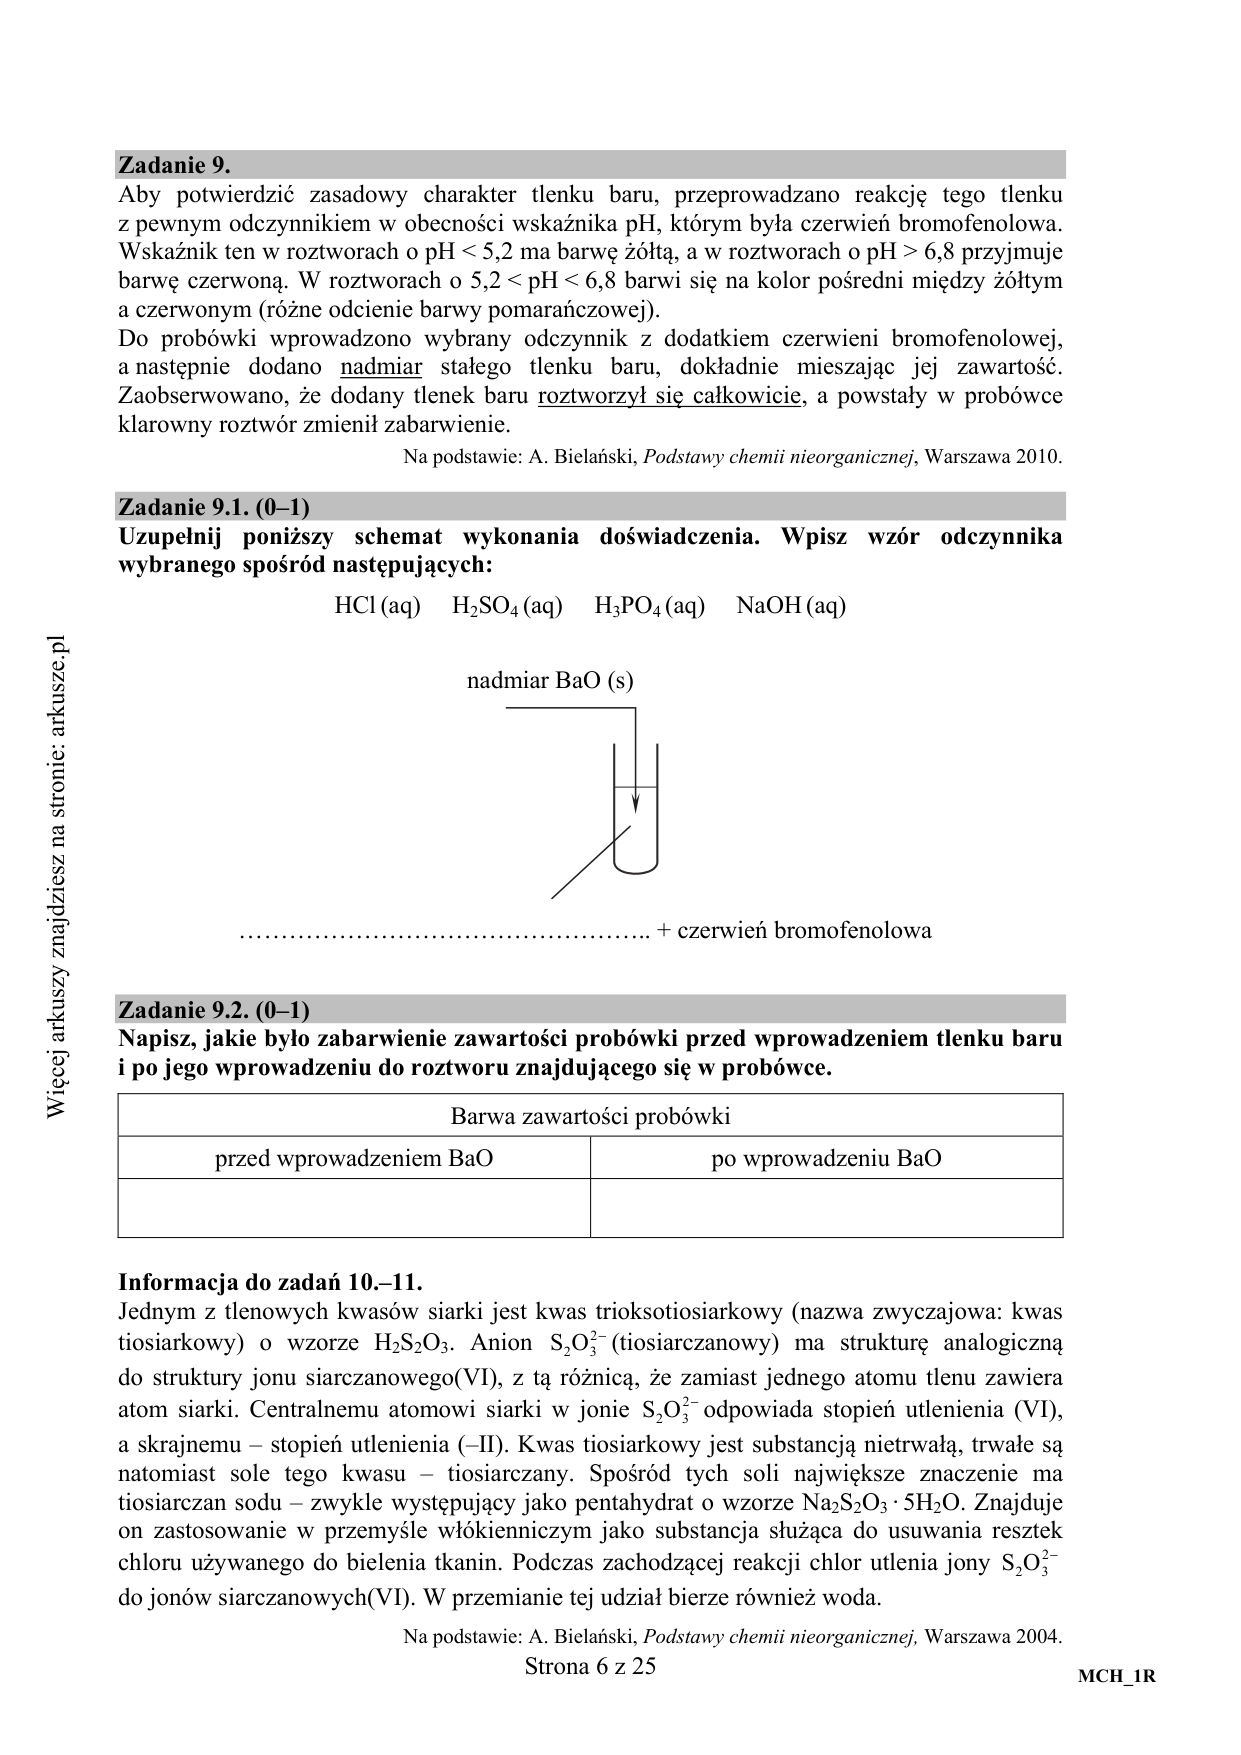 Zadanie 9.
Aby potwierdzić zasadowy charakter tlenku baru, przeprowadzano reakcję tego tlenku
z pewnym odczynnikiem w obecności wskaźnika pH, którym była czerwień bromofenolowa.
Wskaźnik ten w roztworach o pH < 5,2 ma barwę żółtą, a w roztworach o pH > 6,8 przyjmuje
barwę czerwoną. W roztworach o 5,2 < pH < 6,8 barwi się na kolor pośredni między żółtym
a czerwonym (różne odcienie barwy pomarańczowej).
Do probówki wprowadzono wybrany odczynnik z dodatkiem czerwieni bromofenolowej,
a następnie dodano nadmiar stałego tlenku baru, dokładnie mieszając jej zawartość.
Zaobserwowano, że dodany tlenek baru roztworzył się całkowicie, a powstały w probówce
klarowny roztwór zmienił zabarwienie.
Na podstawie: A. Bielański, Podstawy chemii nieorganicznej, Warszawa 2010.
Zadanie 9.1. (0–1)
Uzupełnij poniższy schemat wykonania doświadczenia. Wpisz wzór odczynnika
wybranego spośród następujących:
HCl (aq) H₂SO₄ (aq) H₃PO₄ (aq) NaOH (aq)
nadmiar BaO (s)
………………………………………….. + czerwień bromofenolowa
Zadanie 9.2. (0–1)
Napisz, jakie było zabarwienie zawartości probówki przed wprowadzeniem tlenku baru
i po jego wprowadzeniu do roztworu znajdującego się w probówce.
Barwa zawartości probówki
przed wprowadzeniem BaO po wprowadzeniu BaO
Informacja do zadań 10.–11.
Jednym z tlenowych kwasów siarki jest kwas trioksotiosiarkowy (nazwa zwyczajowa: kwas
tiosiarkowy) o wzorze H₂S₂O₃. Anion S₂O₃²⁻ (tiosiarczanowy) ma strukturę analogiczną
do struktury jonu siarczanowego(VI), z tą różnicą, że zamiast jednego atomu tlenu zawiera
atom siarki. Centralnemu atomowi siarki w jonie S₂O₃²⁻ odpowiada stopień utlenienia (VI),
a skrajnemu – stopień utlenienia (–II). Kwas tiosiarkowy jest substancją nietrwałą, trwałe są
natomiast sole tego kwasu – tiosiarczany. Spośród tych soli największe znaczenie ma
tiosiarczan sodu – zwykle występujący jako pentahydrat o wzorze Na₂S₂O₃ · 5H₂O. Znajduje
on zastosowanie w przemyśle włókienniczym jako substancja służąca do usuwania resztek
chloru używanego do bielenia tkanin. Podczas zachodzącej reakcji chlor utlenia jony S₂O₃²⁻
do jonów siarczanowych(VI). W przemianie tej udział bierze również woda.
Na podstawie: A. Bielański, Podstawy chemii nieorganicznej, Warszawa 2004.
Strona 6 z 25
MCH_1R
Więcej arkuszy znajdziesz na stronie: arkusze.pl